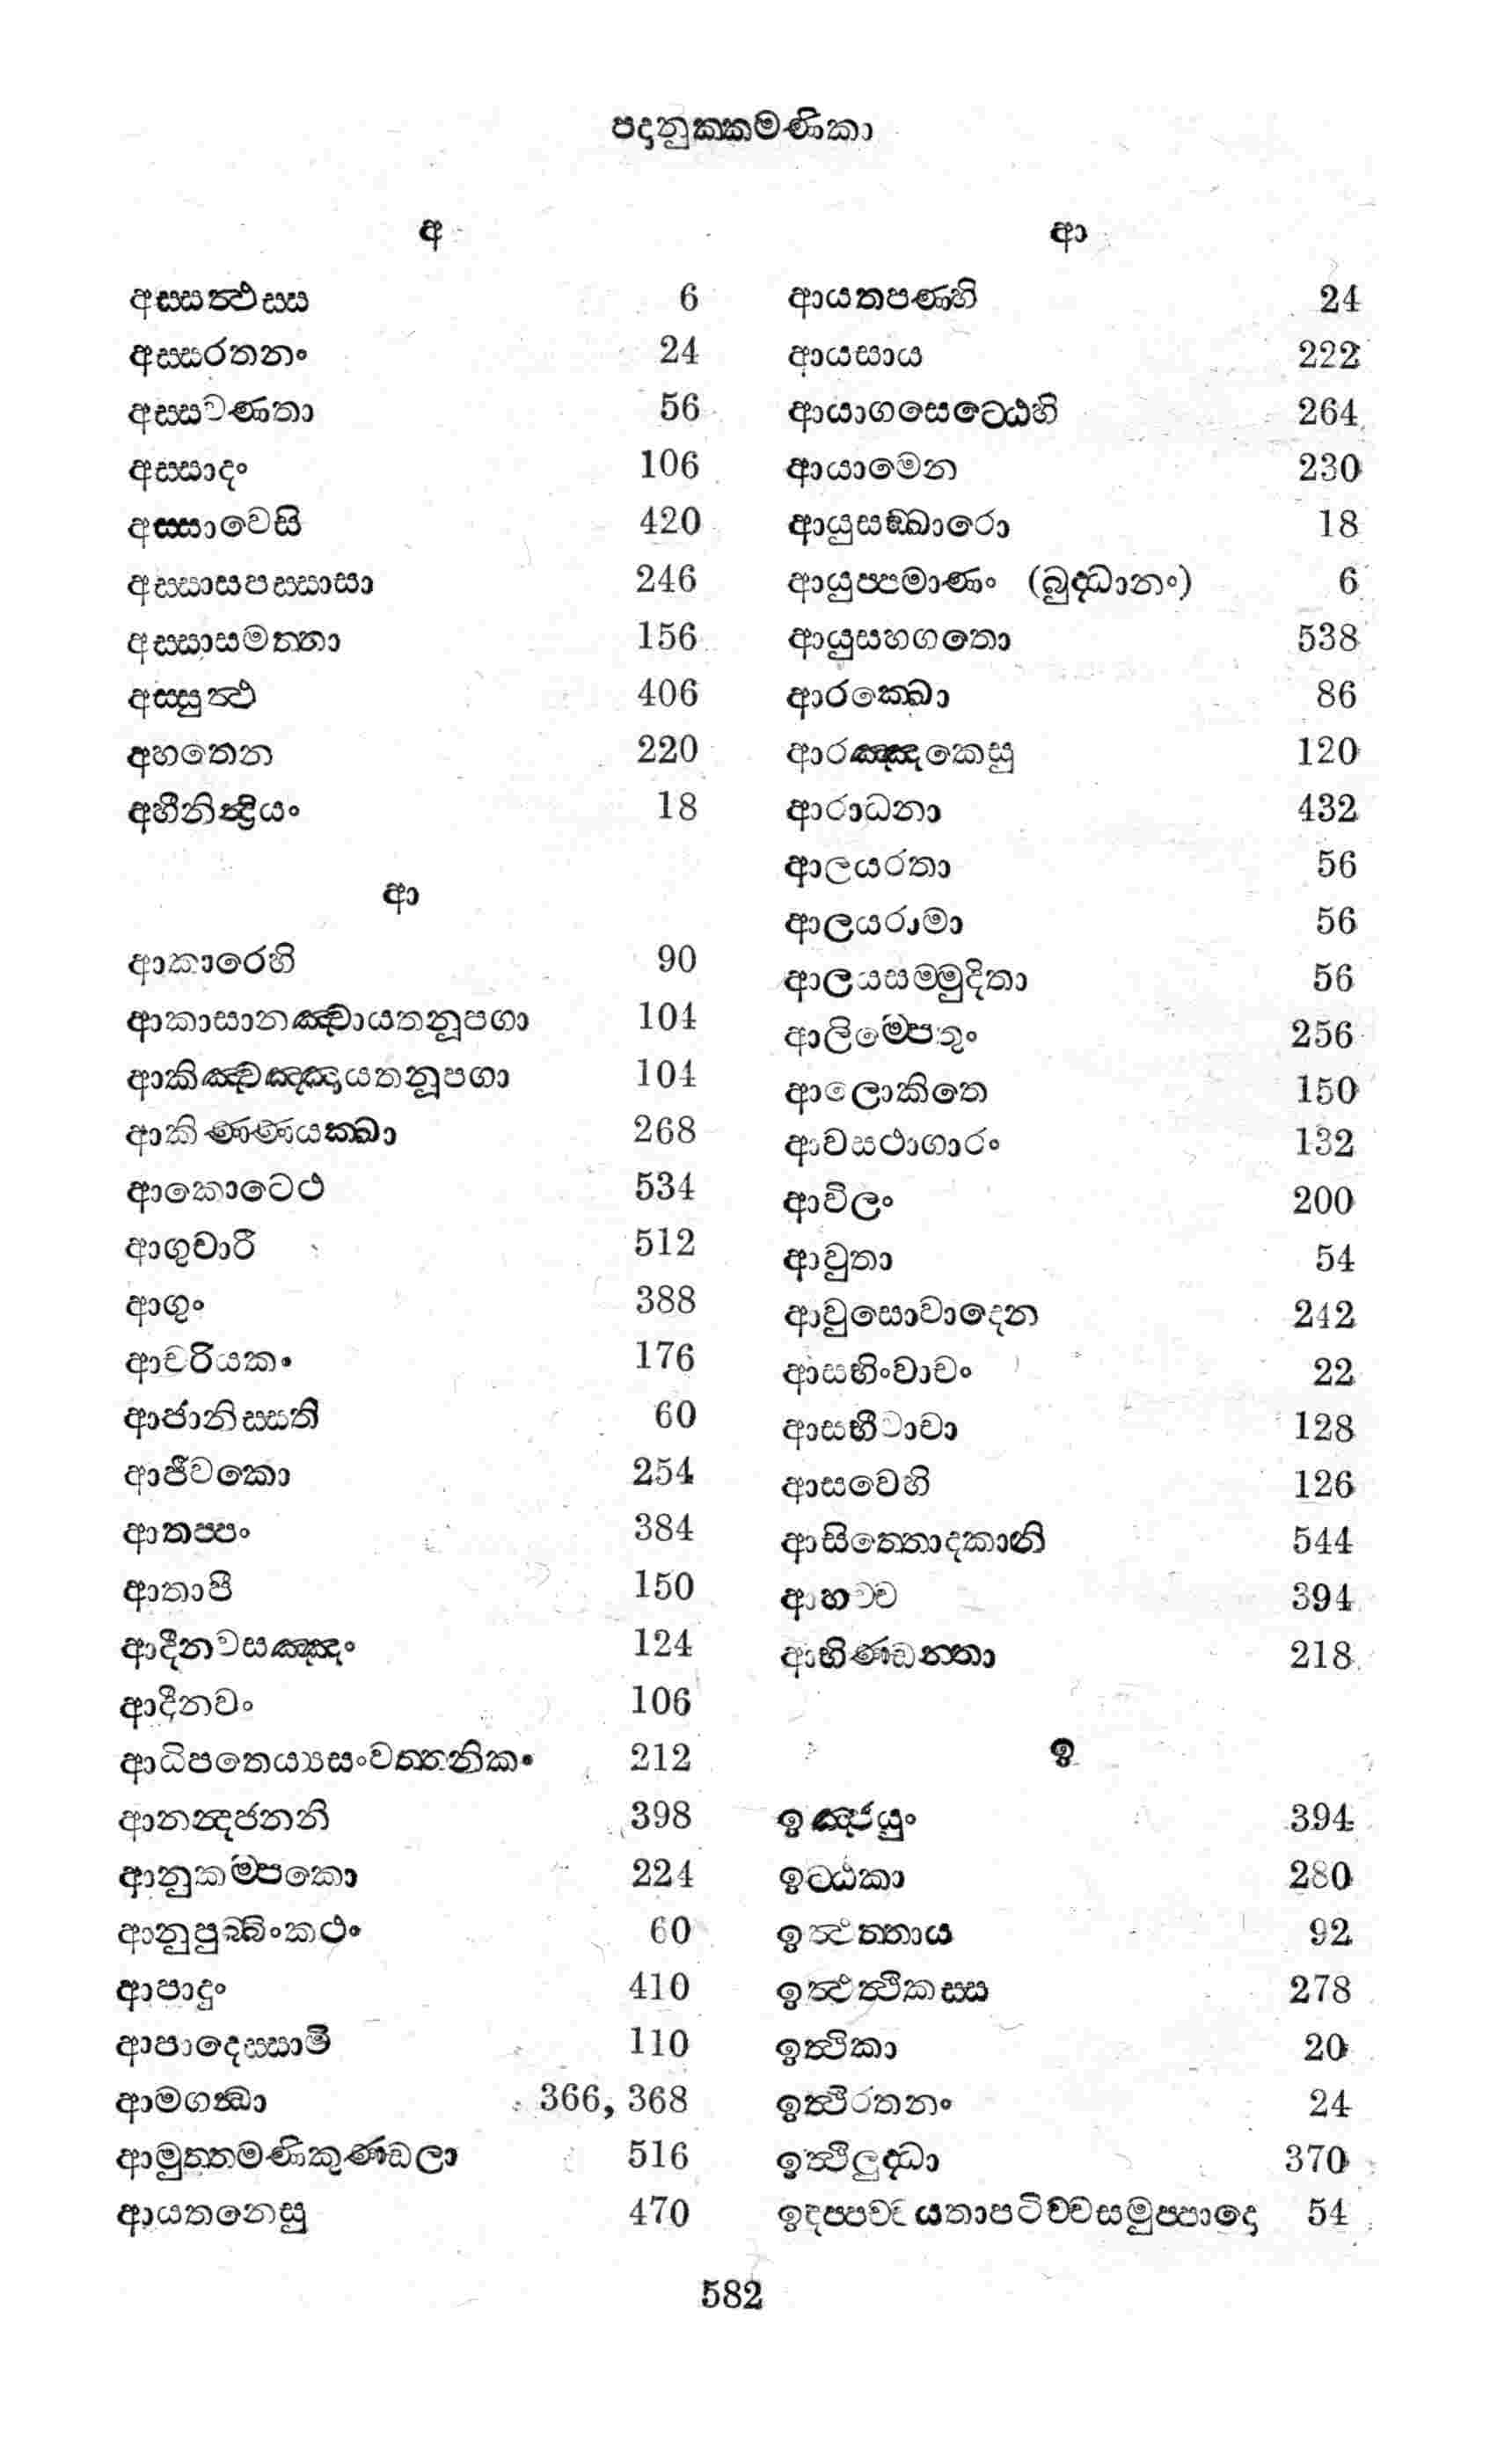 පදානුක්කමණිකා
අ
අස්සත්ථස්ස 6
අස්සරතනං 24
අස්සවණතා 56
අස්සාදං 106
අස්සාවෙසි 420
අස්සාසපස්සාසා 246
අස්සාසමත්තා 156
අස්සුත්ථ 406
අහතෙන 220
අහීනින්ද්‍රියං 18
ආ
ආකාරෙහි 90
ආකාසානඤ්චායතනූපගා 104
ආකිඤ්චඤ්ඤායතනූපගා 104
ආකිණ්ණයක්ඛා 268
ආකොටෙථ 534
ආගුචාරී 512
ආගුං 388
ආචරියකං 176
ආජානිස්සති 60
ආජීවකො 254
ආතප්පං 384
ආතාපී 150
ආදීනවසඤ්ඤං 124
ආදීනවං 106
ආධිපතෙය්‍යසංවත්තනිකං 212
ආනන්දජනනි 398
ආනුකම්පකො 224
ආනුපුබ්බිංකථං 60
ආපාදුං 410
ආපාදෙස්සාමි 110
ආමගන්ධා 366, 368
ආමුත්තමණිකුණ්ඩලා 516
ආයතනෙසු 470
ආ
ආයතපණ්හි 24
ආයසාය 222
ආයාගසෙට්ඨෙහි 264
ආයාමෙන 230
ආයුසඞ්ඛාරො 18
ආයුප්පමාණං (බුද්ධානං) 6
ආයුසහගතො 538
ආරක්ඛො 86
ආරඤ්ඤකෙසු 120
ආරාධනා 432
ආලයරතා 56
ආලයරාමා 56
ආලයසම්මුදිතා 56
ආලිම්පෙතුං 256
ආලොකිතෙ 150
ආවසථාගාරං 132
ආවිලං 200
ආවුතා 54
ආවුසොවාදෙන 242
ආසභිංවාචං 22
ආසභීවාචා 128
ආසවෙහි 126
ආසිත්තොදකානි 544
ආහච්ච 394
ආභිණ්ඩන්තා 218
ඉ
ඉඤ්ජයුං 394
ඉට්ඨකා 280
ඉත්ථත්තාය 92
ඉත්ථත්ථිකස්ස 278
ඉත්ථිකා 20
ඉත්ථිරතනං 24
ඉත්ථිලුද්ධා 370
ඉදප්පච්චයතාපටිච්චසමුප්පාදො 54
582